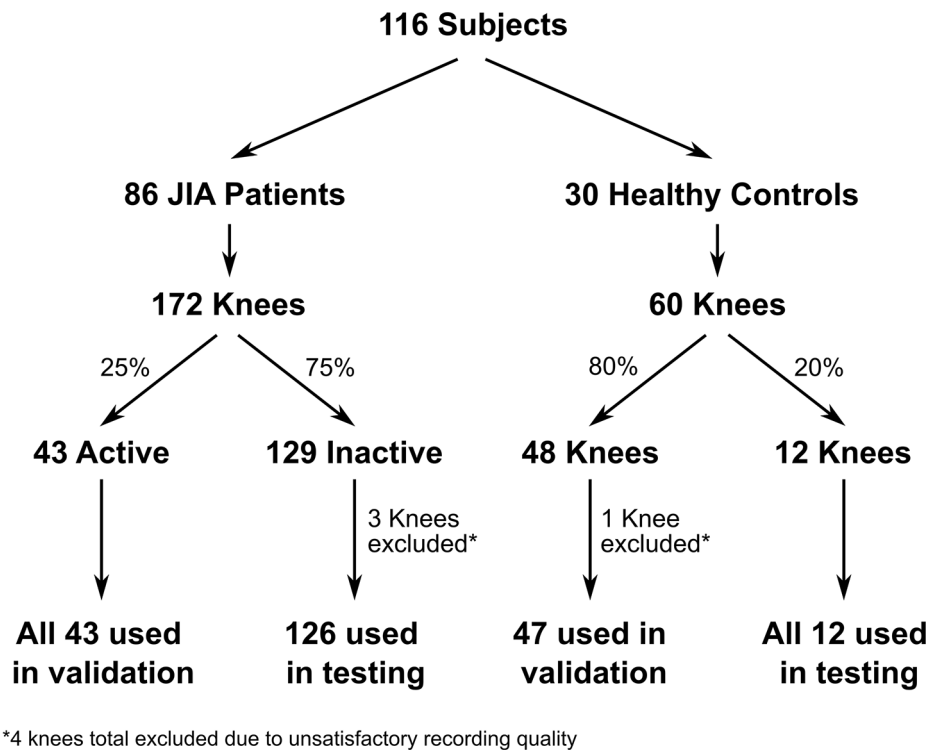 116 Subjects
86 JIA Patients
30 Healthy Controls
172 Knees
60 Knees
25%
75%
80%
20%
43 Active
129 Inactive
48 Knees
12 Knees
3 Knees
excluded*
1 Knee
excluded*
All 43 used
in validation
126 used
in testing
47 used in
validation
All 12 used
in testing
*4 knees total excluded due to unsatisfactory recording quality